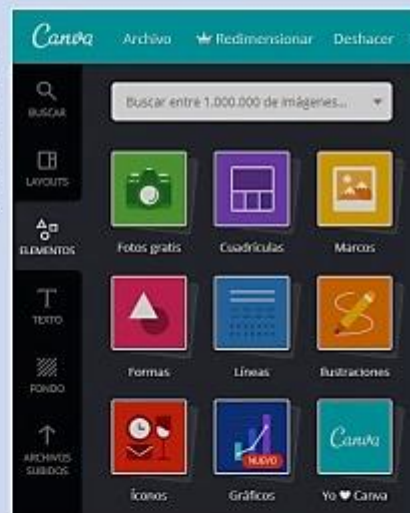 Canva Archivo Redimensionar Deshacer
BUSCAR
Buscar entre 1.000.000 de imágenes...
LAYOUTS
Fotos gratis Cuadrículas Marcos
ELEMENTOS
TEXTO
Formas Líneas Ilustraciones
FONDO
ARCHIVOS
SUBIDOS
NUEVO
Canva
Íconos Gráficos Yo ♥ Canva